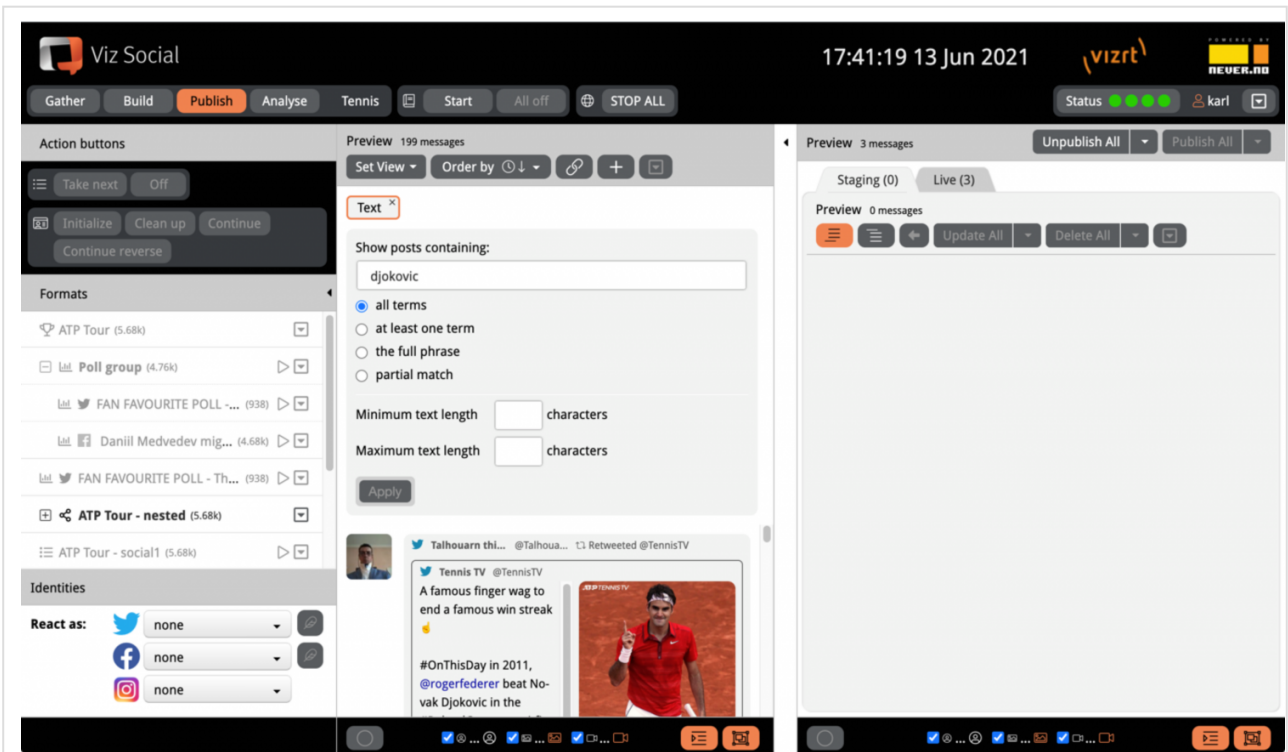 Viz Social
17:41:19 13 Jun 2021
vizrt
POWERED BY
NEVER.NO
Gather Build Publish Analyse Tennis Start All off STOP ALL
Status karl
Action buttons
Take next Off
Initialize Clean up Continue
Continue reverse
Formats
ATP Tour (5.68k)
Poll group (4.76k)
FAN FAVOURITE POLL -... (938)
Daniil Medvedev mig... (4.68k)
FAN FAVOURITE POLL - Th... (938)
ATP Tour - nested (5.68k)
ATP Tour - social1 (5.68k)
Identities
React as: none
none
none
Preview 199 messages
Set View Order by
Text ×
Show posts containing:
djokovic
all terms
at least one term
the full phrase
partial match
Minimum text length characters
Maximum text length characters
Apply
Talhouarn thi... @Talhoua... Retweeted @TennisTV
Tennis TV @TennisTV
A famous finger wag to
end a famous win streak
#OnThisDay in 2011,
@rogerfederer beat No-
vak Djokovic in the
Preview 3 messages
Unpublish All Publish All
Staging (0) Live (3)
Preview 0 messages
Update All Delete All